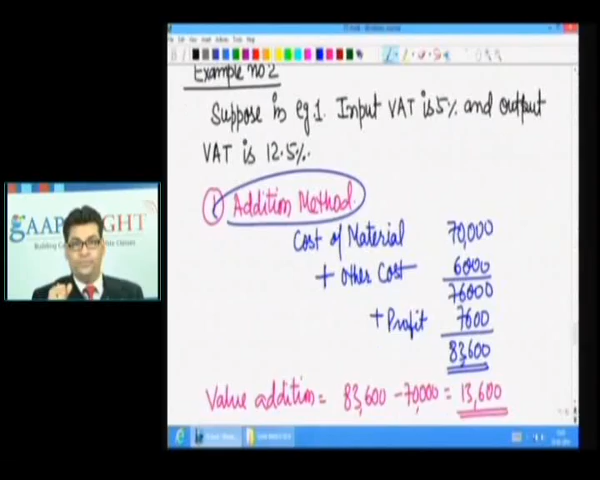 Example no 2
Suppose in eg.1. Input VAT is 5% and output
VAT is 12.5%.
① Addition Method.
Cost of Material 70,000
+ Other Cost 6000
76000
+ Profit 7600
83,600
Value addition = 83,600 - 70,000 = 13,600